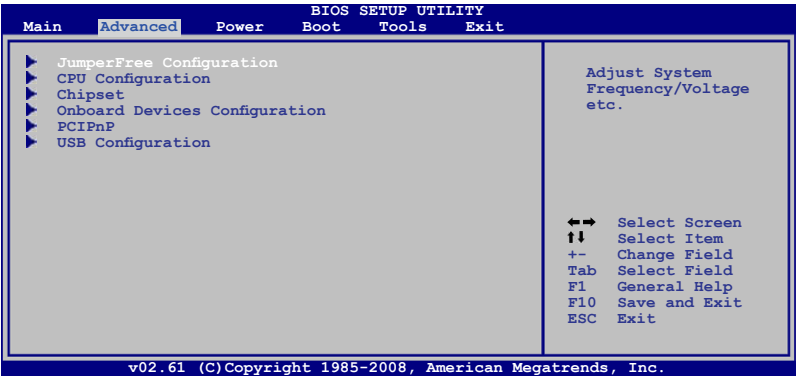 BIOS SETUP UTILITY
Main Advanced Power Boot Tools Exit
JumperFree Configuration
CPU Configuration
Chipset
Onboard Devices Configuration
PCIPnP
USB Configuration
Adjust System
Frequency/Voltage
etc.
←→ Select Screen
↑↓ Select Item
+- Change Field
Tab Select Field
F1 General Help
F10 Save and Exit
ESC Exit
v02.61 (C)Copyright 1985-2008, American Megatrends, Inc.